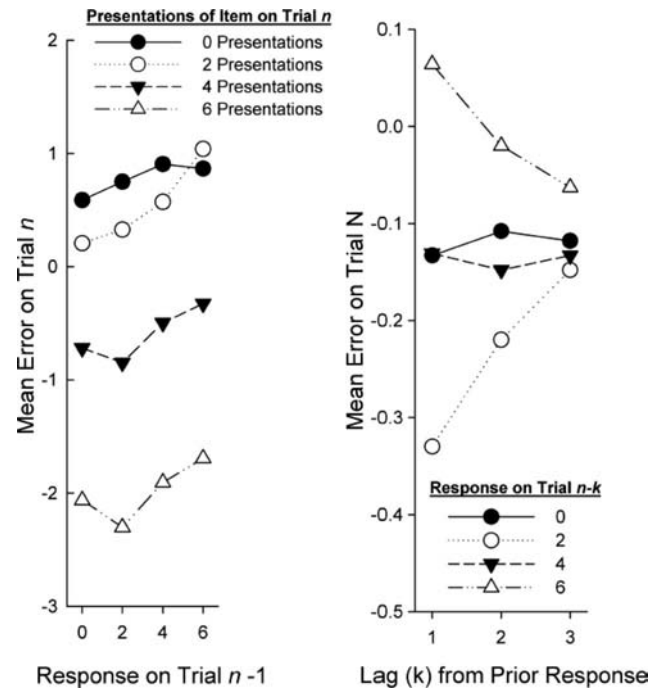 Presentations of Item on Trial n
0 Presentations
2 Presentations
4 Presentations
6 Presentations
Mean Error on Trial n
2
1
0
-1
-2
-3
0 2 4 6
Response on Trial n -1
Mean Error on Trial N
0.1
0.0
-0.1
-0.2
-0.3
-0.4
-0.5
Response on Trial n-k
0
2
4
6
1 2 3
Lag (k) from Prior Response